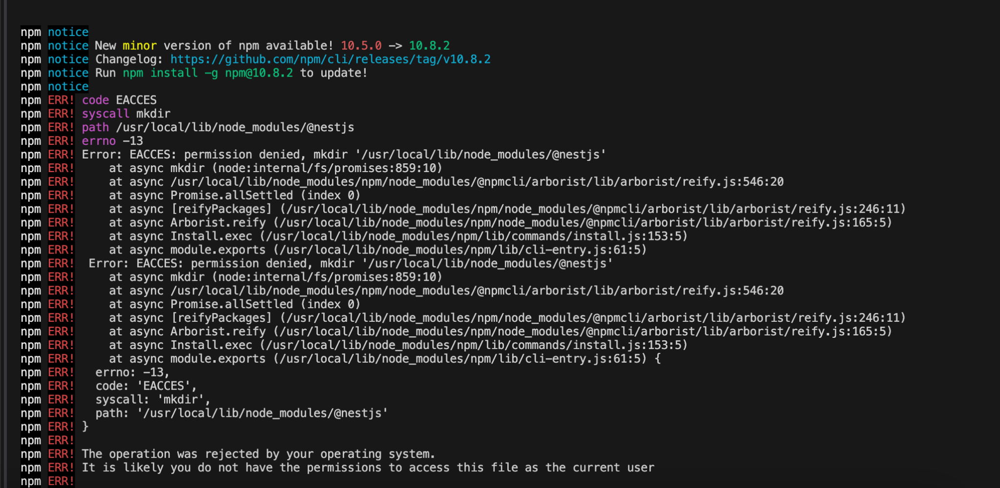 npm notice
npm notice New minor version of npm available! 10.5.0 -> 10.8.2
npm notice Changelog: https://github.com/npm/cli/releases/tag/v10.8.2
npm notice Run npm install -g npm@10.8.2 to update!
npm notice
npm ERR! code EACCES
npm ERR! syscall mkdir
npm ERR! path /usr/local/lib/node_modules/@nestjs
npm ERR! errno -13
npm ERR! Error: EACCES: permission denied, mkdir '/usr/local/lib/node_modules/@nestjs'
npm ERR!     at async mkdir (node:internal/fs/promises:859:10)
npm ERR!     at async /usr/local/lib/node_modules/npm/node_modules/@npmcli/arborist/lib/arborist/reify.js:546:20
npm ERR!     at async Promise.allSettled (index 0)
npm ERR!     at async [reifyPackages] (/usr/local/lib/node_modules/npm/node_modules/@npmcli/arborist/lib/arborist/reify.js:246:11)
npm ERR!     at async Arborist.reify (/usr/local/lib/node_modules/npm/node_modules/@npmcli/arborist/lib/arborist/reify.js:165:5)
npm ERR!     at async Install.exec (/usr/local/lib/node_modules/npm/lib/commands/install.js:153:5)
npm ERR!     at async module.exports (/usr/local/lib/node_modules/npm/lib/cli-entry.js:61:5)
npm ERR!  Error: EACCES: permission denied, mkdir '/usr/local/lib/node_modules/@nestjs'
npm ERR!     at async mkdir (node:internal/fs/promises:859:10)
npm ERR!     at async /usr/local/lib/node_modules/npm/node_modules/@npmcli/arborist/lib/arborist/reify.js:546:20
npm ERR!     at async Promise.allSettled (index 0)
npm ERR!     at async [reifyPackages] (/usr/local/lib/node_modules/npm/node_modules/@npmcli/arborist/lib/arborist/reify.js:246:11)
npm ERR!     at async Arborist.reify (/usr/local/lib/node_modules/npm/node_modules/@npmcli/arborist/lib/arborist/reify.js:165:5)
npm ERR!     at async Install.exec (/usr/local/lib/node_modules/npm/lib/commands/install.js:153:5)
npm ERR!     at async module.exports (/usr/local/lib/node_modules/npm/lib/cli-entry.js:61:5) {
npm ERR!   errno: -13,
npm ERR!   code: 'EACCES',
npm ERR!   syscall: 'mkdir',
npm ERR!   path: '/usr/local/lib/node_modules/@nestjs'
npm ERR! }
npm ERR!
npm ERR! The operation was rejected by your operating system.
npm ERR! It is likely you do not have the permissions to access this file as the current user
npm ERR!